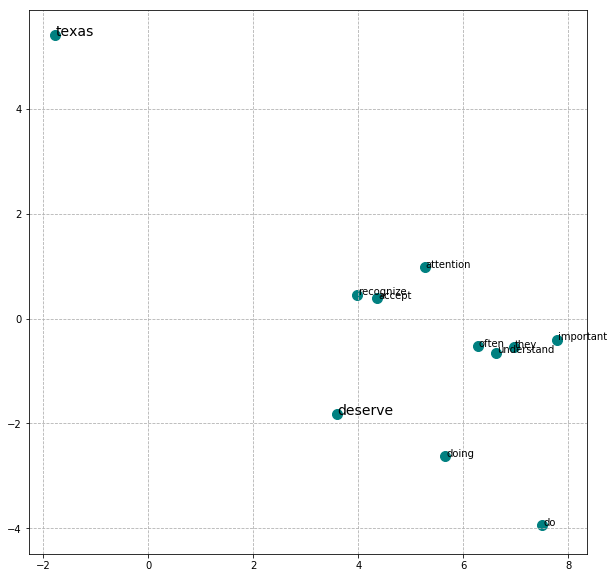 texas
4
2
attention
recognize
accept
0
important
often
they
understand
deserve
−2
doing
do
−4
−2 0 2 4 6 8